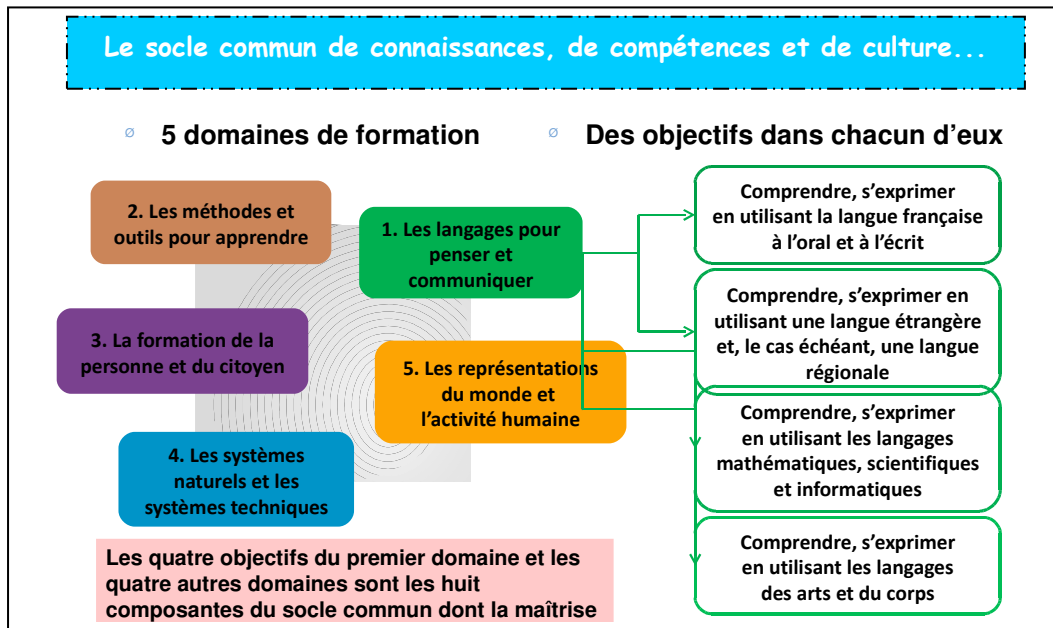 Le socle commun de connaissances, de compétences et de culture...
Ø 5 domaines de formation
Ø Des objectifs dans chacun d’eux
2. Les méthodes et
outils pour apprendre
1. Les langages pour
penser et
communiquer
3. La formation de la
personne et du citoyen
5. Les représentations
du monde et
l’activité humaine
4. Les systèmes
naturels et les
systèmes techniques
Comprendre, s’exprimer
en utilisant la langue française
à l’oral et à l’écrit
Comprendre, s’exprimer en
utilisant une langue étrangère
et, le cas échéant, une langue
régionale
Comprendre, s’exprimer
en utilisant les langages
mathématiques, scientifiques
et informatiques
Comprendre, s’exprimer
en utilisant les langages
des arts et du corps
Les quatre objectifs du premier domaine et les
quatre autres domaines sont les huit
composantes du socle commun dont la maîtrise